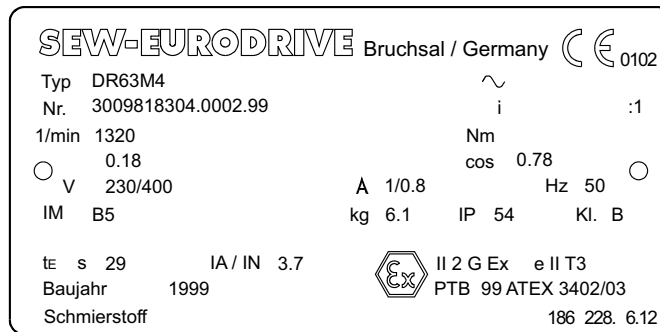 SEW-EURODRIVE Bruchsal / Germany CE 0102
Typ DR63M4 ~
Nr. 3009818304.0002.99 i :1
1/min 1320 Nm
0.18 cos 0.78
V 230/400 A 1/0.8 Hz 50
IM B5 kg 6.1 IP 54 Kl. B
tE s 29 IA / IN 3.7 Ex II 2 G Ex e II T3
Baujahr 1999 PTB 99 ATEX 3402/03
Schmierstoff 186 228. 6.12